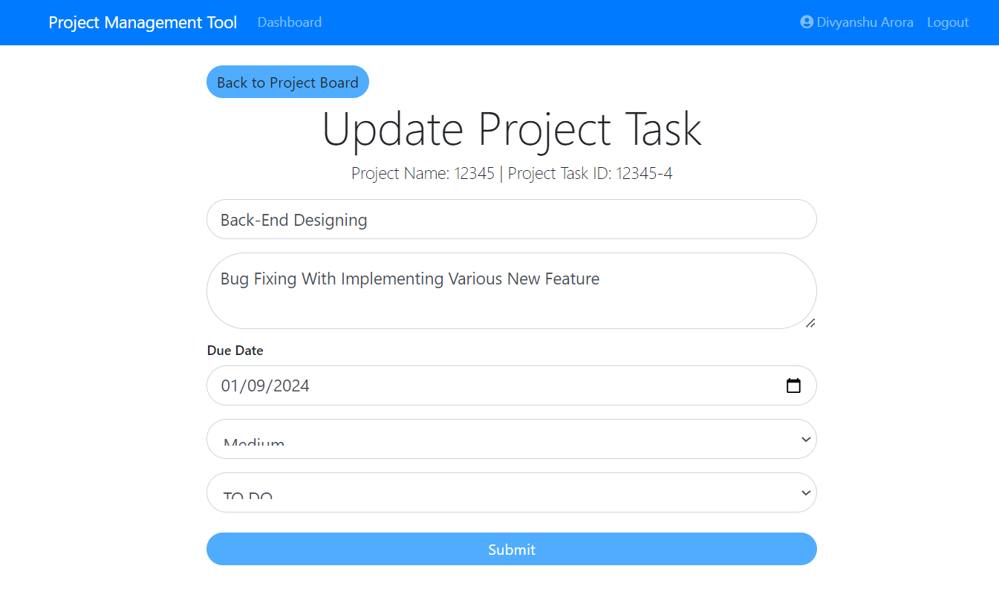 Project Management Tool Dashboard Divyanshu Arora Logout
Back to Project Board
Update Project Task
Project Name: 12345 | Project Task ID: 12345-4
Back-End Designing
Bug Fixing With Implementing Various New Feature
Due Date
01/09/2024
Medium
TO DO
Submit